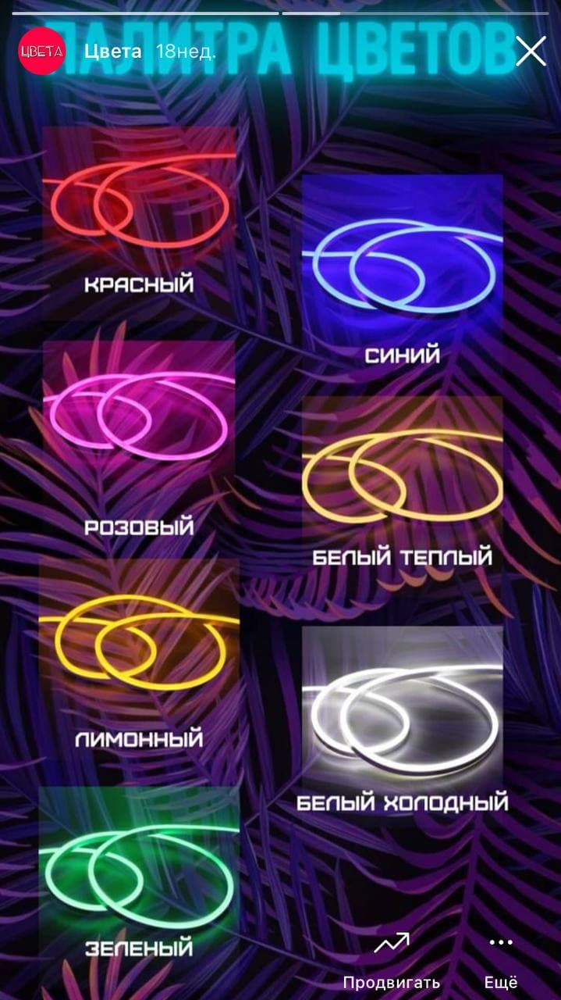 ПАЛИТРА ЦВЕТОВ
ЦВЕТА
Цвета 18нед.
КРАСНЫЙ
СИНИЙ
РОЗОВЫЙ
БЕЛЫЙ ТЕПЛЫЙ
ЛИМОННЫЙ
БЕЛЫЙ ХОЛОДНЫЙ
ЗЕЛЕНЫЙ
Продвигать
Ещё